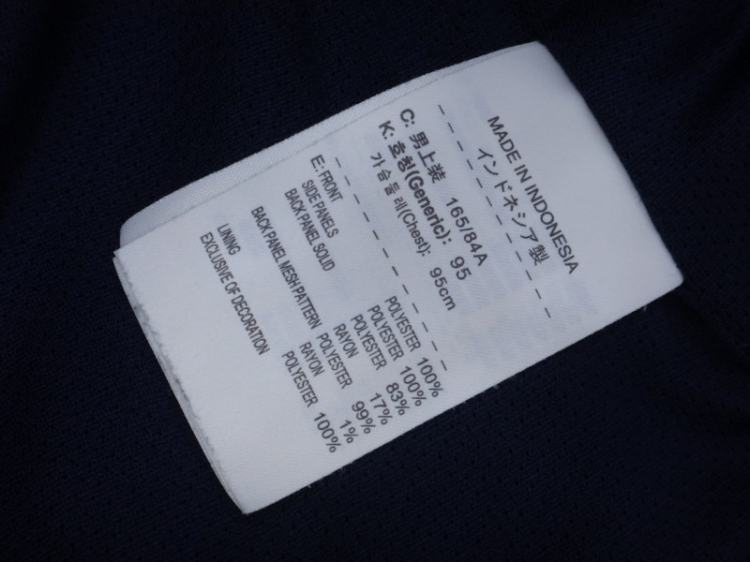 MADE IN INDONESIA
インドネシア製
C: 男上装 165/84A
K: 호칭(Generic): 95
가슴둘레(Chest): 95cm
E: FRONT POLYESTER 100%
SIDE PANELS POLYESTER 100%
BACK PANEL SOLID POLYESTER 83%
RAYON 17%
BACK PANEL MESH PATTERN POLYESTER 99%
RAYON 1%
LINING POLYESTER 100%
EXCLUSIVE OF DECORATION